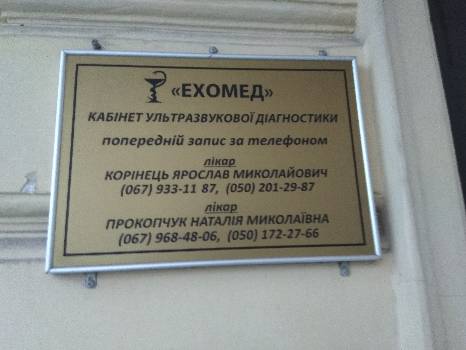 «ЕХОМЕД»
КАБІНЕТ УЛЬТРАЗВУКОВОЇ ДІАГНОСТИКИ
попередній запис за телефоном
лікар
КОРІНЕЦЬ ЯРОСЛАВ МИКОЛАЙОВИЧ
(067) 933-11 87, (050) 201-29-87
лікар
ПРОКОПЧУК НАТАЛІЯ МИКОЛАЇВНА
(067) 968-48-06, (050) 172-27-66